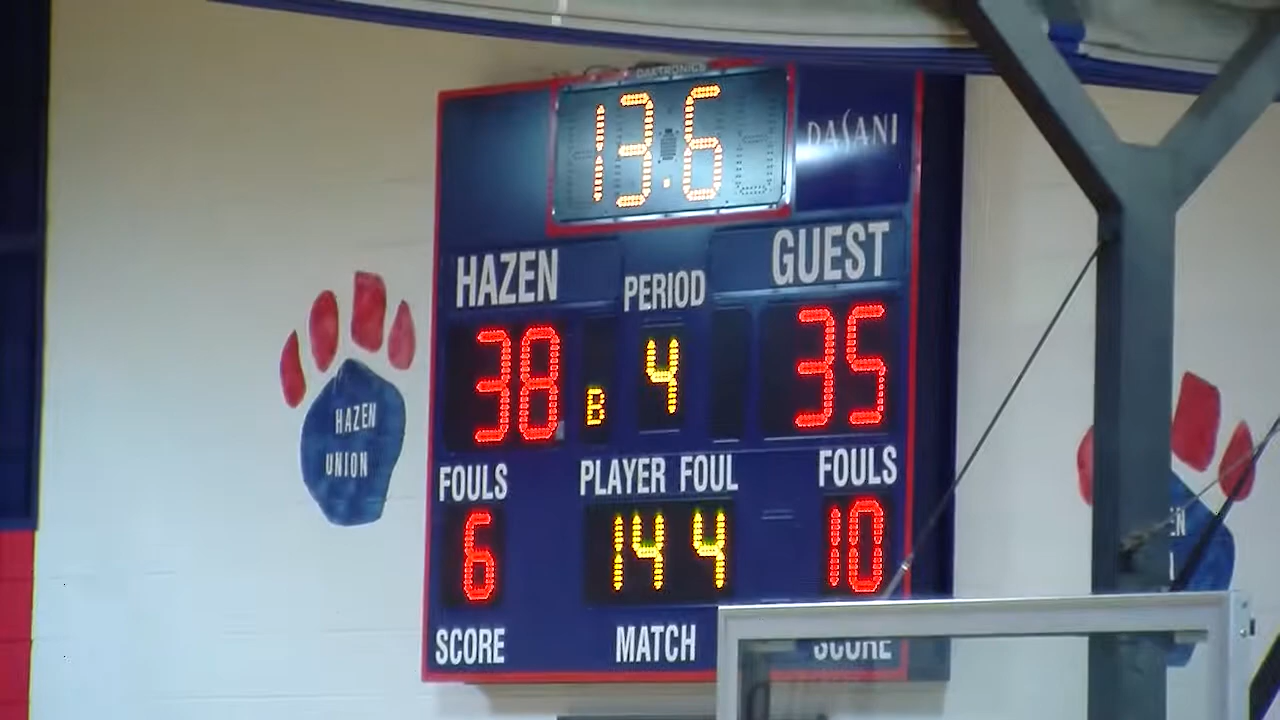 DAKTRONICS
13.6
DASANI
HAZEN
PERIOD
GUEST
38
B
4
35
HAZEN
UNION
FOULS
PLAYER FOUL
FOULS
6
14 4
10
SCORE
MATCH
SCORE
EN